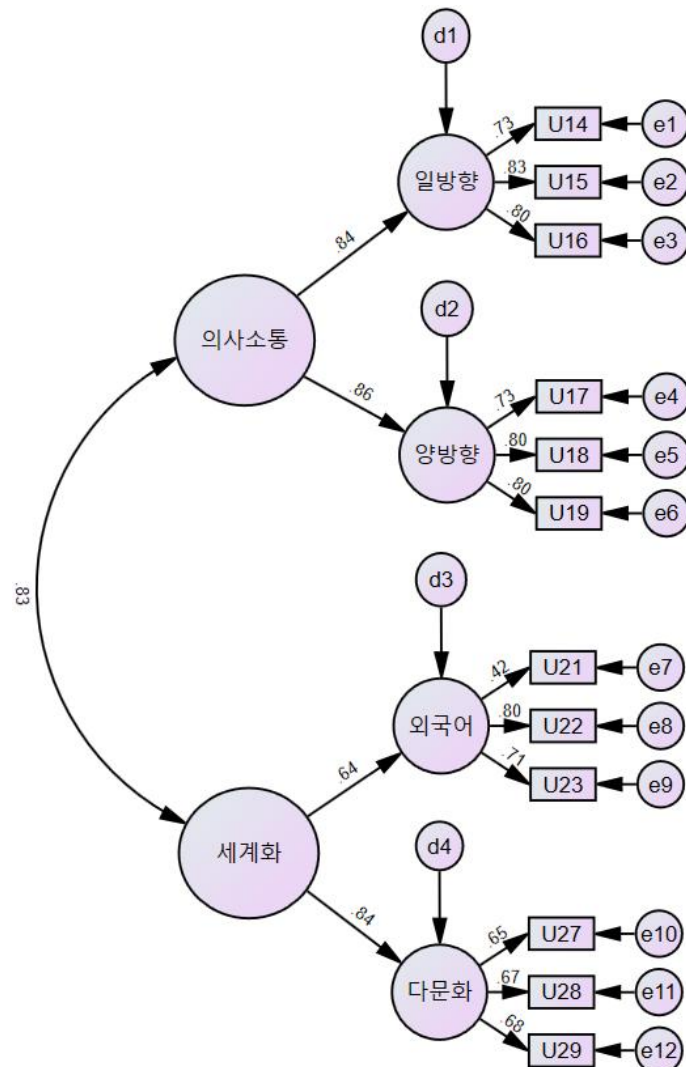 d1
.73
U14
e1
일방향
.83
U15
e2
.80
U16
e3
.84
의사소통
d2
.86
.73
U17
e4
양방향
.80
U18
e5
.80
U19
e6
.83
d3
.42
U21
e7
외국어
.80
U22
e8
.71
U23
e9
.64
세계화
d4
.84
.65
U27
e10
다문화
.67
U28
e11
.68
U29
e12